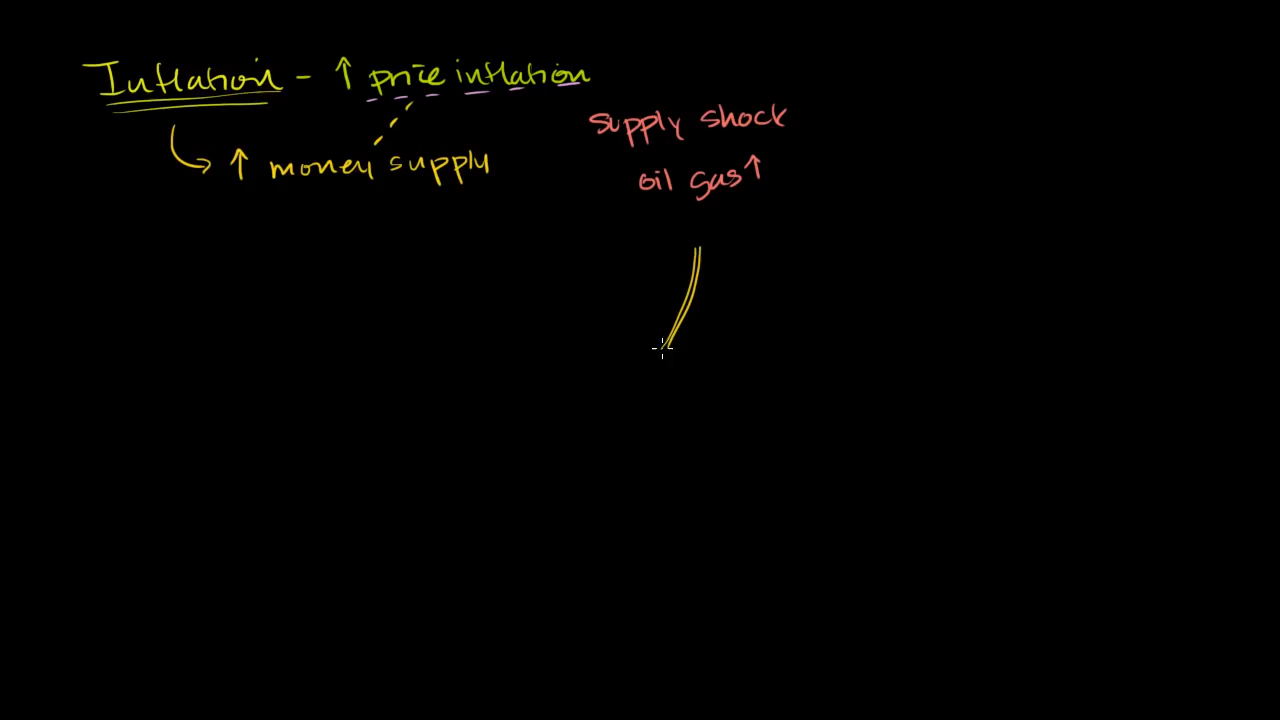 Inflation - ↑ price inflation
supply shock
↑ money supply
oil gas ↑